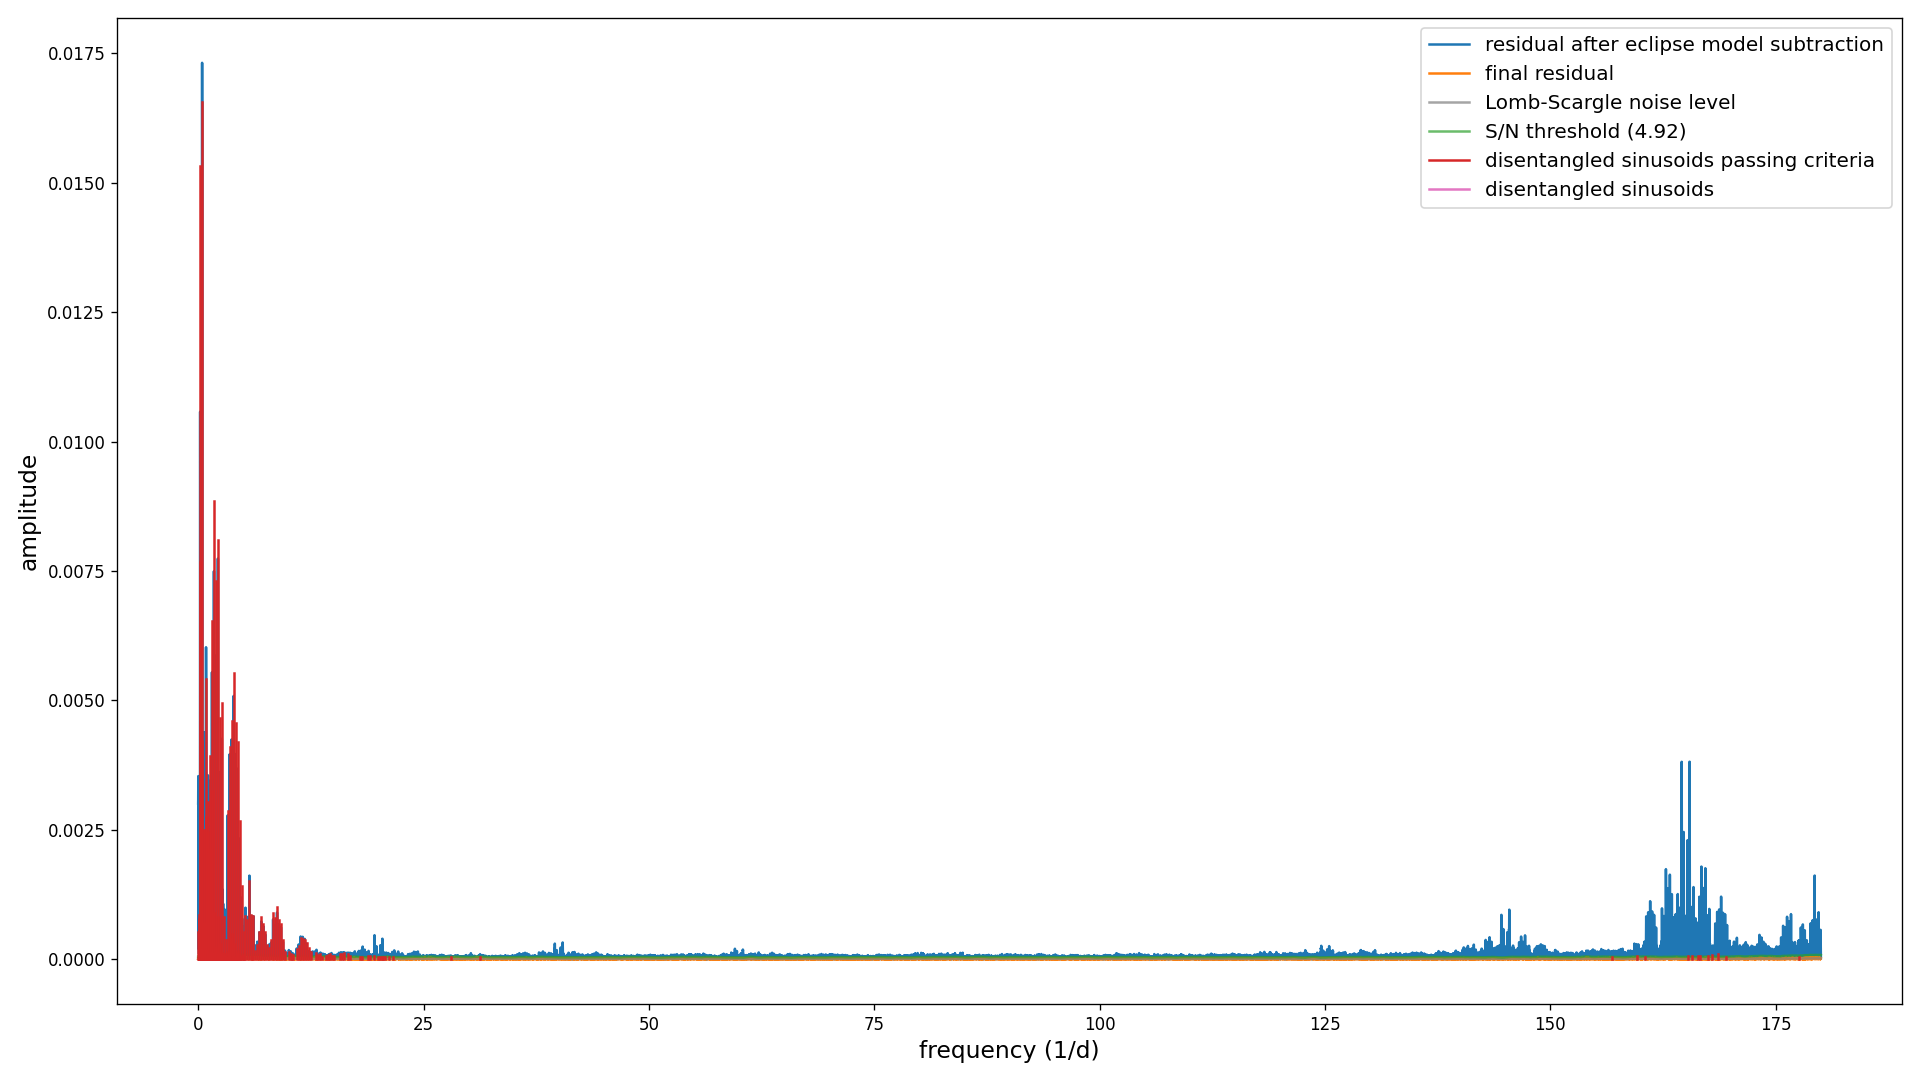 residual after eclipse model subtraction
final residual
Lomb-Scargle noise level
S/N threshold (4.92)
disentangled sinusoids passing criteria
disentangled sinusoids
0.0175
0.0150
0.0125
0.0100
0.0075
0.0050
0.0025
0.0000
amplitude
0 25 50 75 100 125 150 175
frequency (1/d)